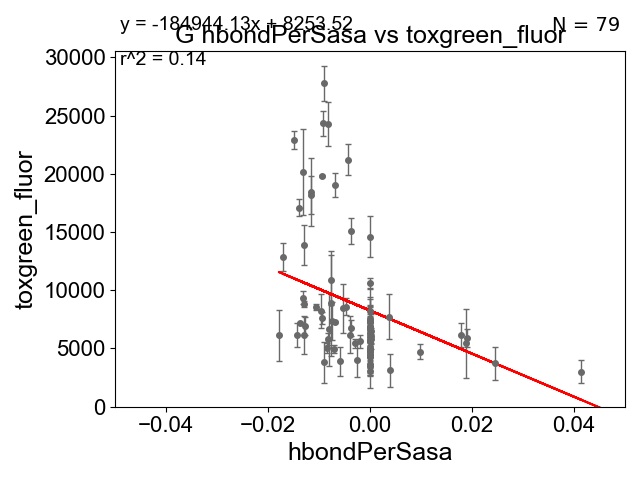 y = -184944.13x + 8253.52
N = 79
G hbondPerSasa vs toxgreen_fluor
r^2 = 0.14
30000
25000
20000
15000
10000
5000
0
toxgreen_fluor
−0.04 −0.02 0.00 0.02 0.04
hbondPerSasa